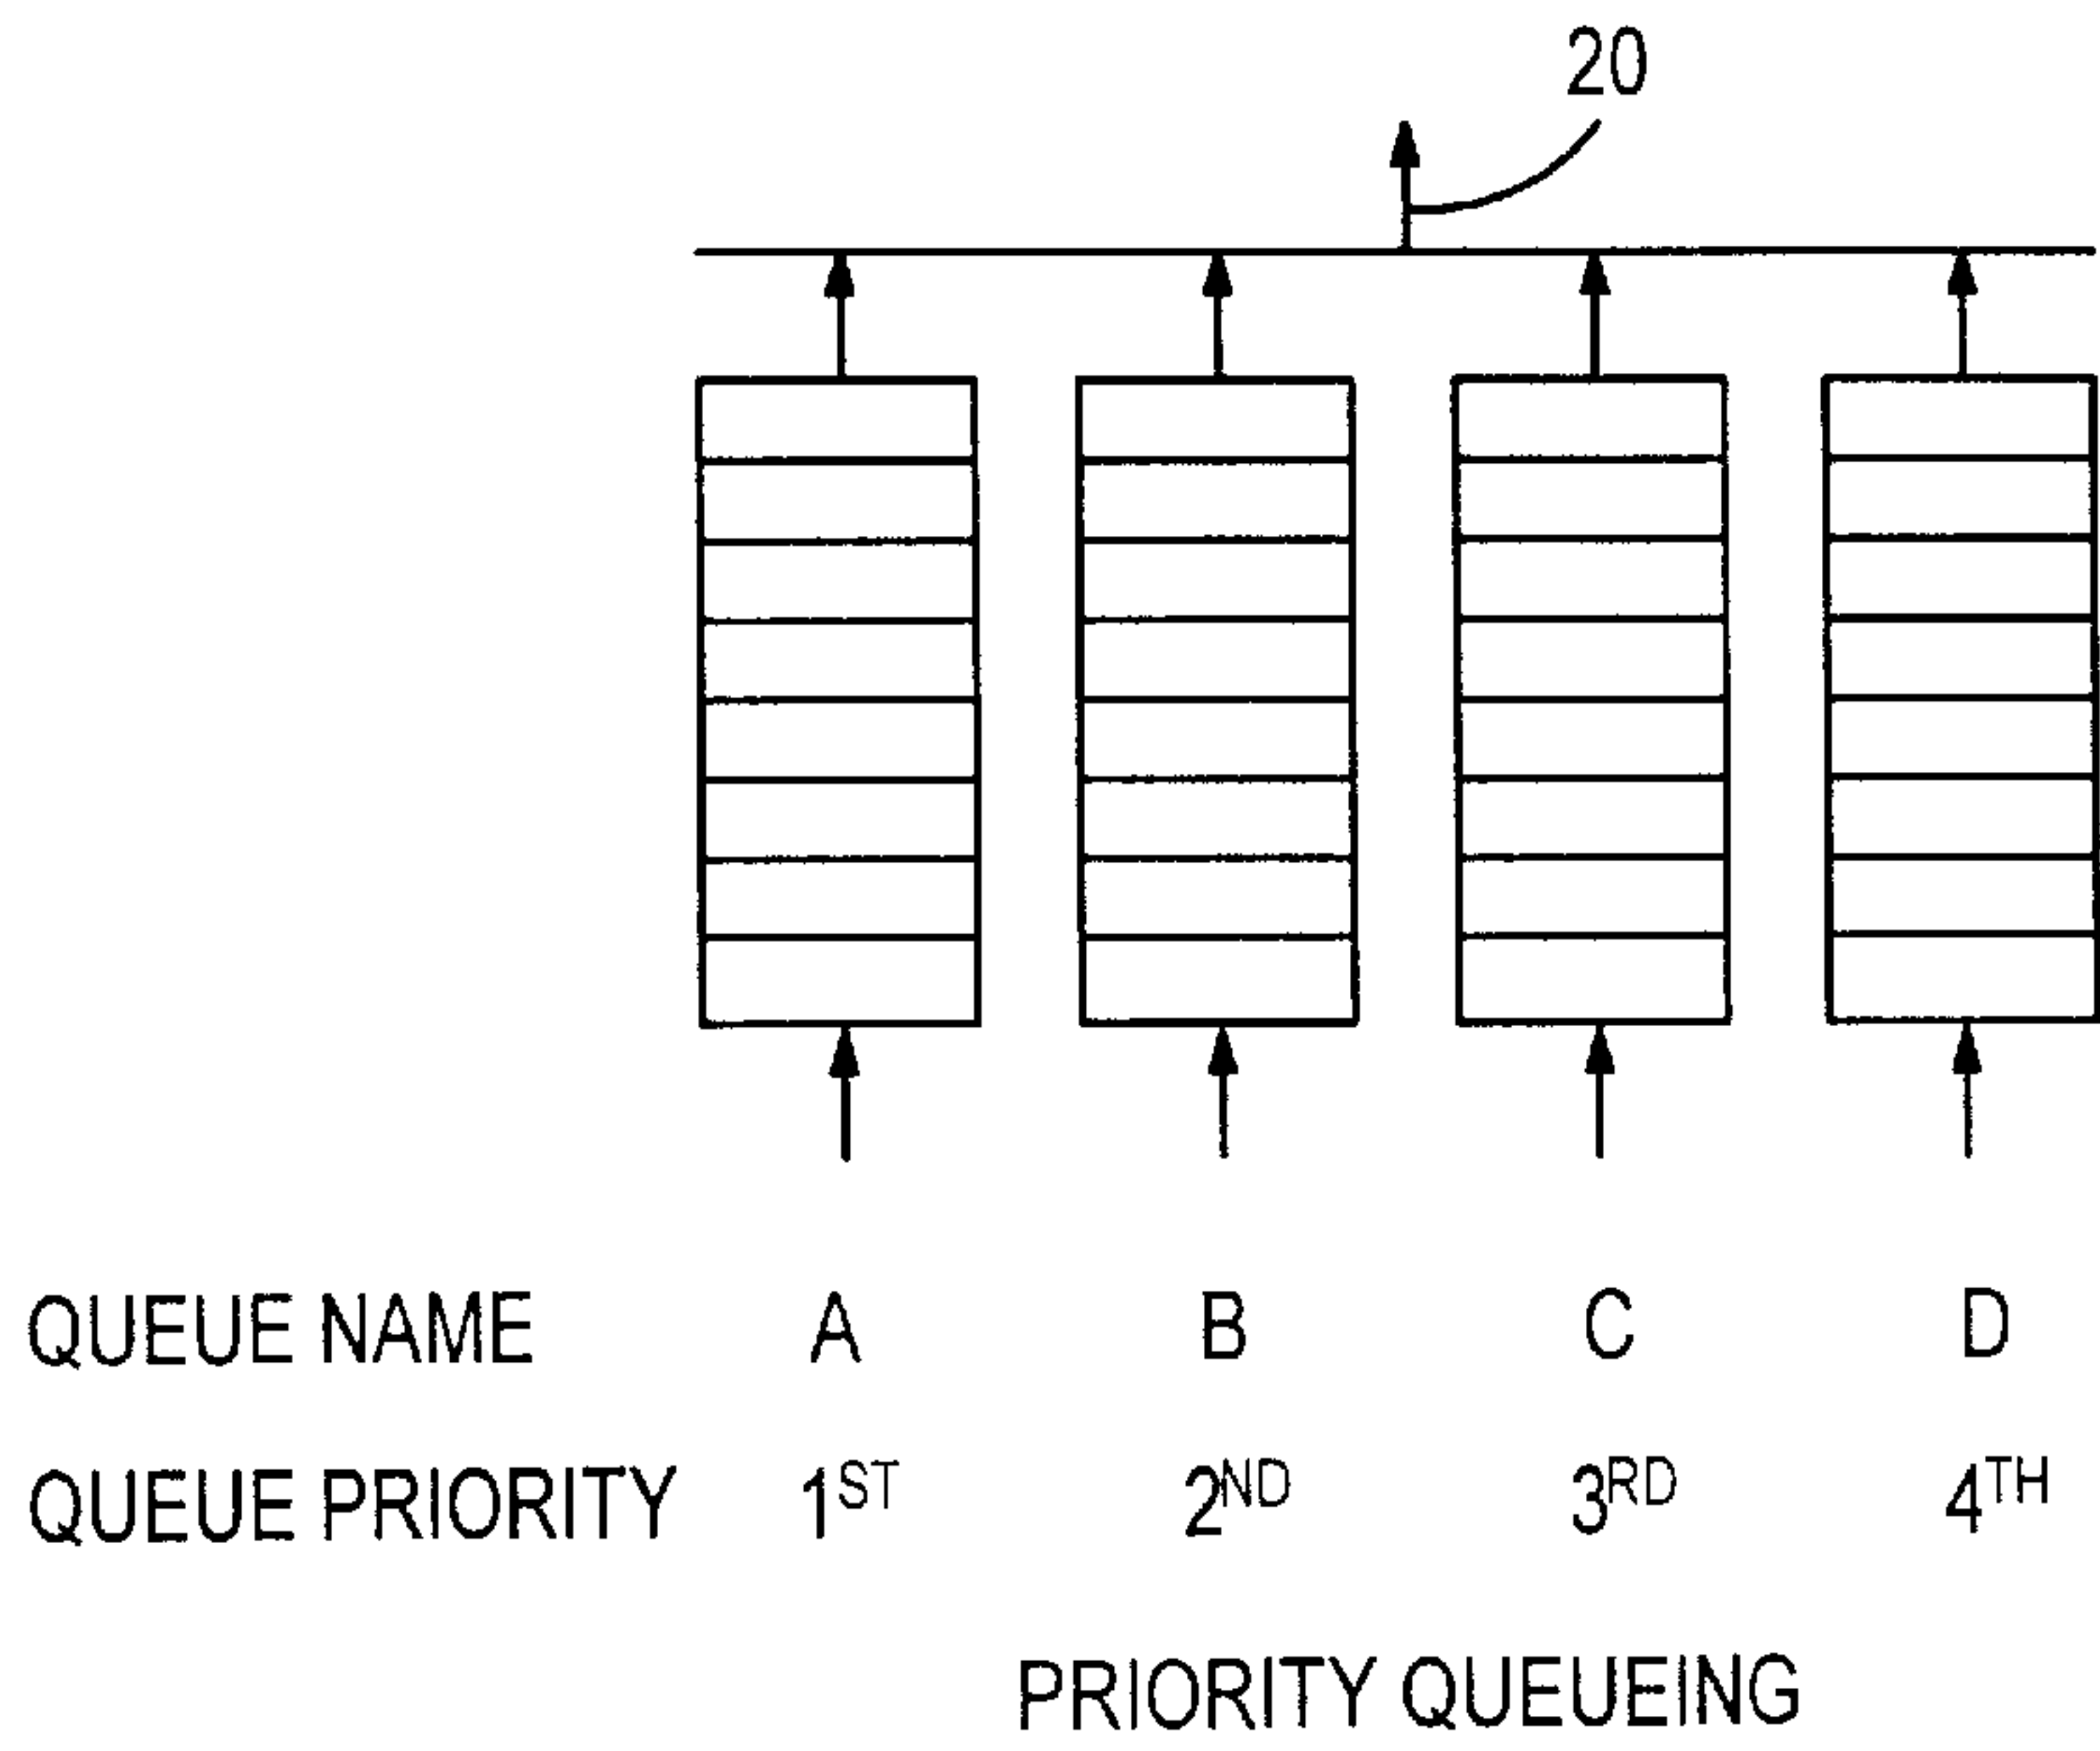 20
QUEUE NAME A B C D
QUEUE PRIORITY 1ST 2ND 3RD 4TH
PRIORITY QUEUEING